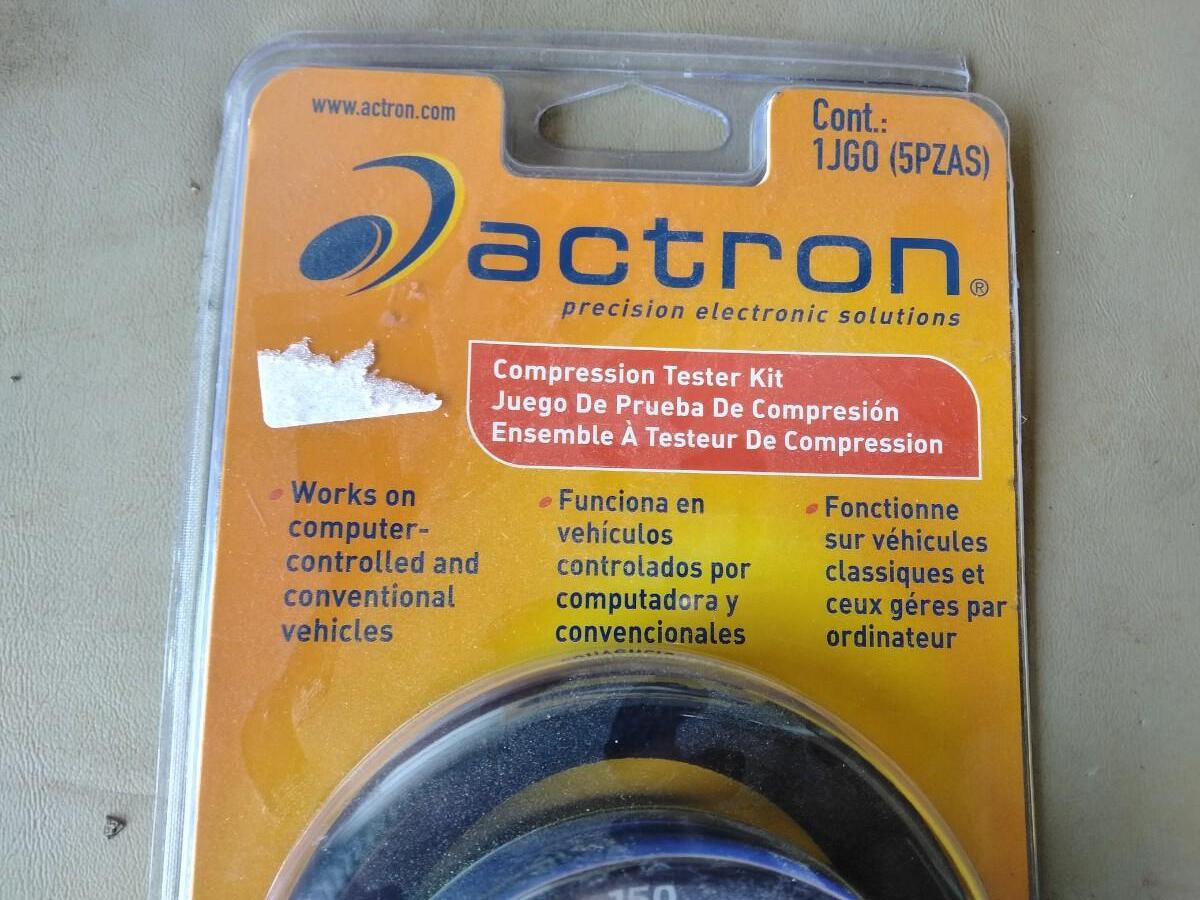 www.actron.com
Cont.:
1JGO (5PZAS)
actron®
precision electronic solutions
Compression Tester Kit
Juego De Prueba De Compresión
Ensemble À Testeur De Compression
Works on
computer-
controlled and
conventional
vehicles
Funciona en
vehículos
controlados por
computadora y
convencionales
Fonctionne
sur véhicules
classiques et
ceux géres par
ordinateur
150